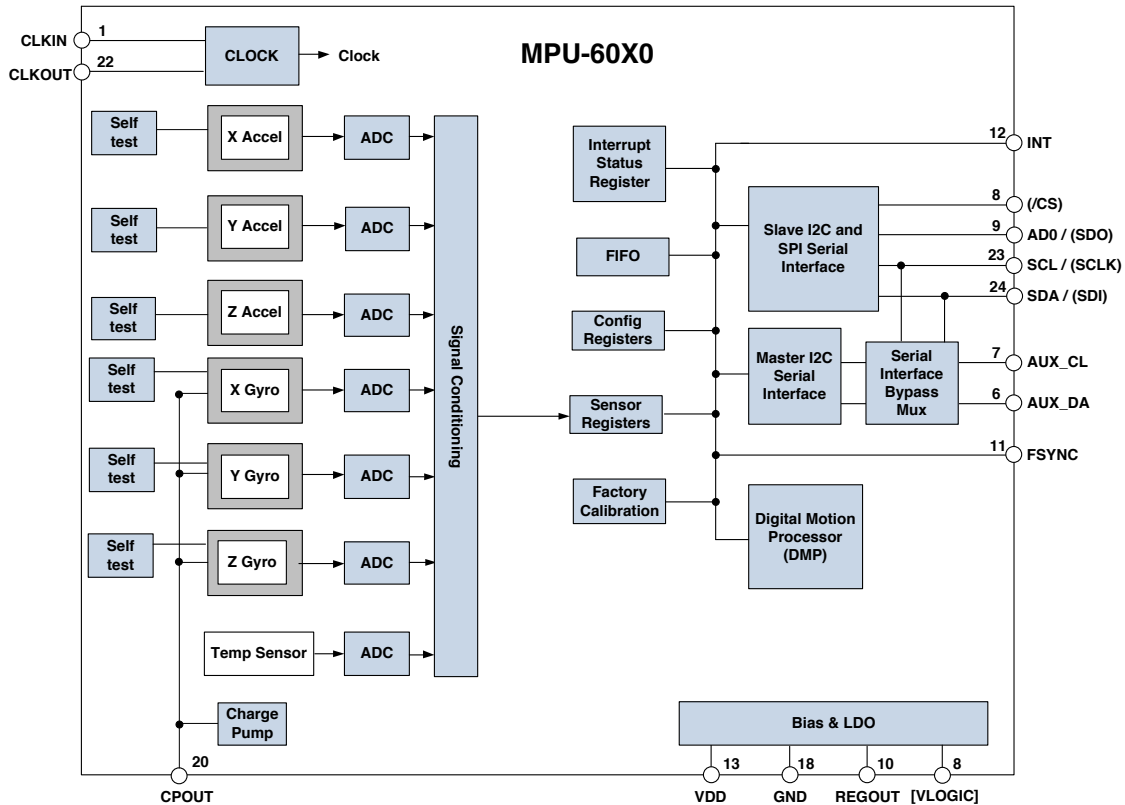 MPU-60X0
1
CLKIN
22
CLKOUT
CLOCK
Clock
Self
test
X Accel
ADC
Self
test
Y Accel
ADC
Self
test
Z Accel
ADC
Self
test
X Gyro
ADC
Self
test
Y Gyro
ADC
Self
test
Z Gyro
ADC
Temp Sensor
ADC
Charge
Pump
20
CPOUT
Signal Conditioning
Interrupt
Status
Register
FIFO
Config
Registers
Sensor
Registers
Factory
Calibration
Slave I2C and
SPI Serial
Interface
Master I2C
Serial
Interface
Serial
Interface
Bypass
Mux
Digital Motion
Processor
(DMP)
12
INT
8
(/CS)
9
AD0 / (SDO)
23
SCL / (SCLK)
24
SDA / (SDI)
7
AUX_CL
6
AUX_DA
11
FSYNC
Bias & LDO
13
VDD
18
GND
10
REGOUT
8
[VLOGIC]